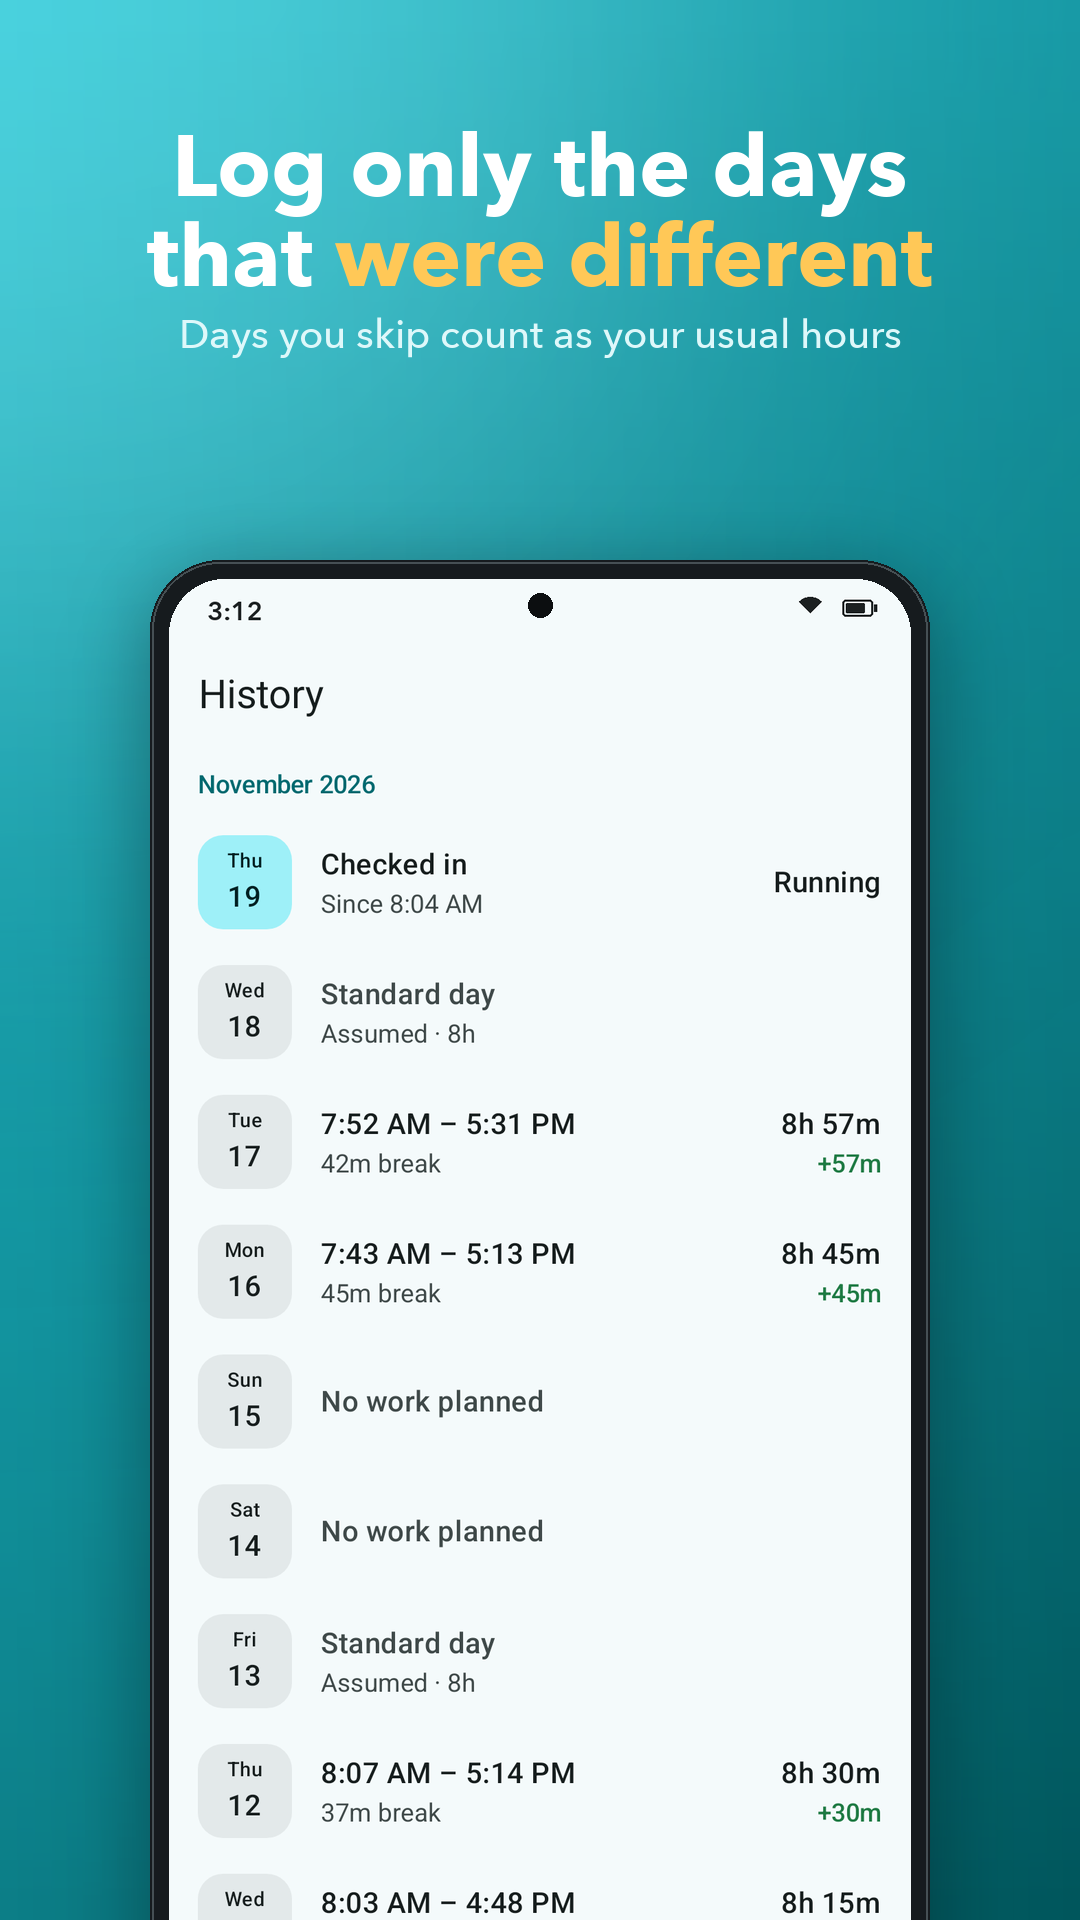 Log only the days
that were different
Days you skip count as your usual hours
3:12
History
November 2026
Thu
19
Checked in
Since 8:04 AM
Running
Wed
18
Standard day
Assumed · 8h
Tue
17
7:52 AM – 5:31 PM
42m break
8h 57m
+57m
Mon
16
7:43 AM – 5:13 PM
45m break
8h 45m
+45m
Sun
15
No work planned
Sat
14
No work planned
Fri
13
Standard day
Assumed · 8h
Thu
12
8:07 AM – 5:14 PM
37m break
8h 30m
+30m
Wed
8:03 AM – 4:48 PM
8h 15m